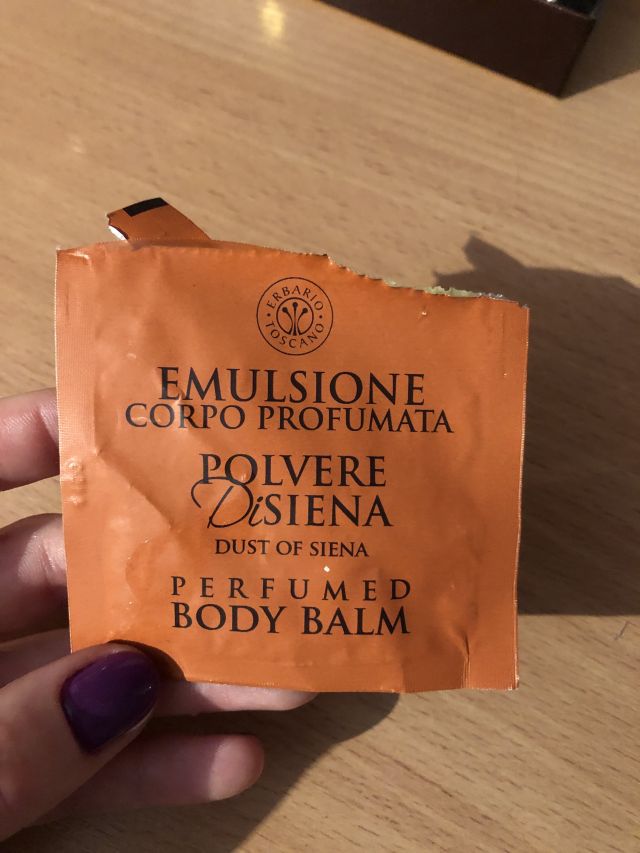 ERBARIO TOSCANO
EMULSIONE
CORPO PROFUMATA
POLVERE
DiSIENA
DUST OF SIENA
PERFUMED
BODY BALM